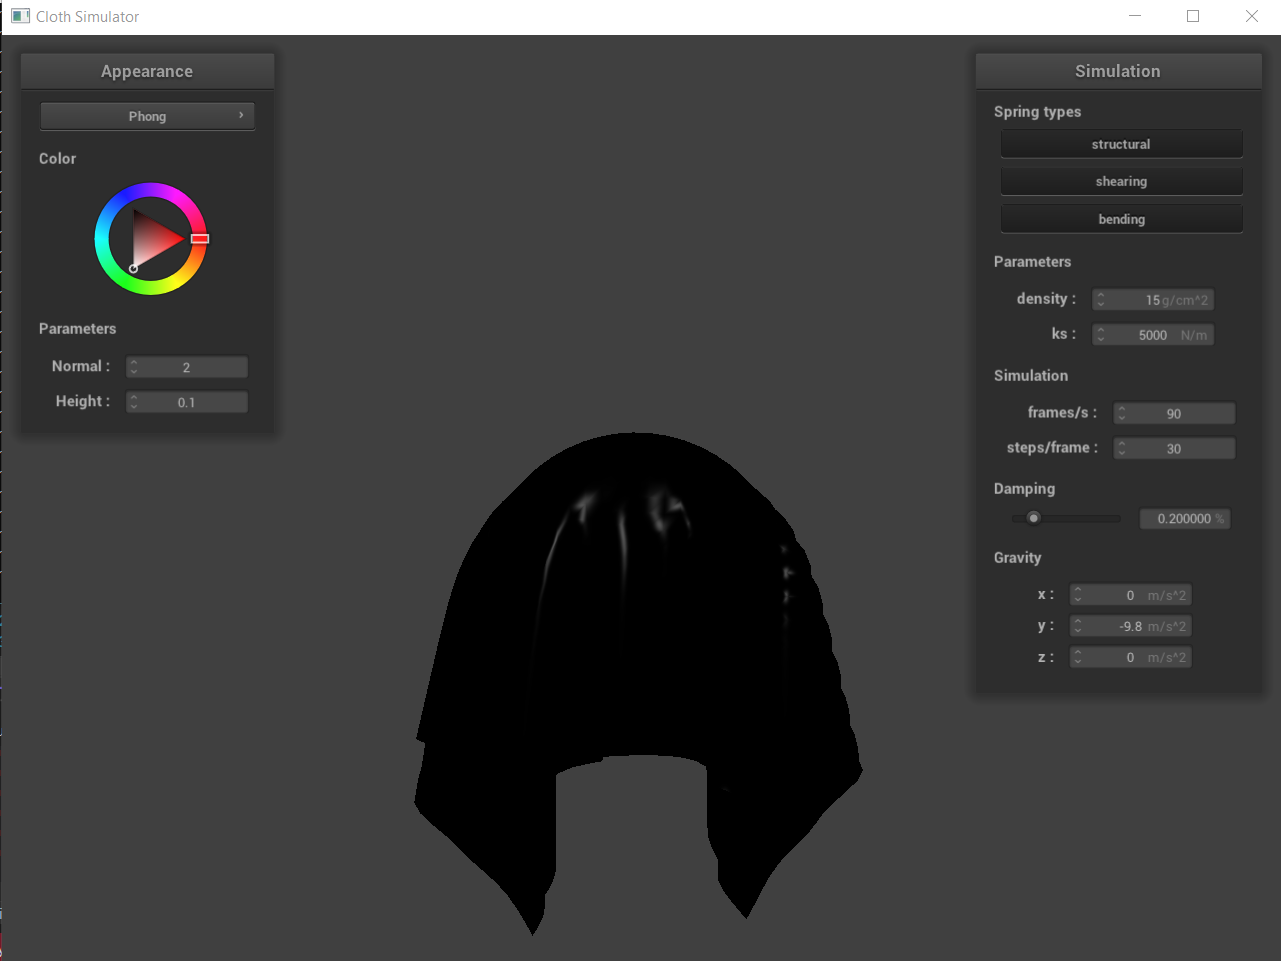 Cloth Simulator
Appearance
Phong
Color
Parameters
Normal : 2
Height : 0.1
Simulation
Spring types
structural
shearing
bending
Parameters
density : 15 g/cm^2
ks : 5000 N/m
Simulation
frames/s : 90
steps/frame : 30
Damping
0.200000 %
Gravity
x : 0 m/s^2
y : -9.8 m/s^2
z : 0 m/s^2